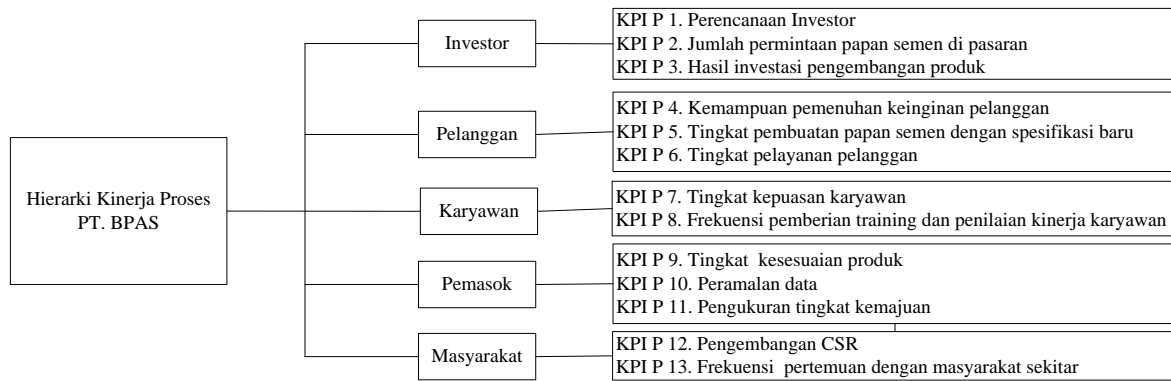 Hierarki Kinerja Proses
PT. BPAS
Investor
KPI P 1. Perencanaan Investor
KPI P 2. Jumlah permintaan papan semen di pasaran
KPI P 3. Hasil investasi pengembangan produk
Pelanggan
KPI P 4. Kemampuan pemenuhan keinginan pelanggan
KPI P 5. Tingkat pembuatan papan semen dengan spesifikasi baru
KPI P 6. Tingkat pelayanan pelanggan
Karyawan
KPI P 7. Tingkat kepuasan karyawan
KPI P 8. Frekuensi pemberian training dan penilaian kinerja karyawan
Pemasok
KPI P 9. Tingkat kesesuaian produk
KPI P 10. Peramalan data
KPI P 11. Pengukuran tingkat kemajuan
Masyarakat
KPI P 12. Pengembangan CSR
KPI P 13. Frekuensi pertemuan dengan masyarakat sekitar